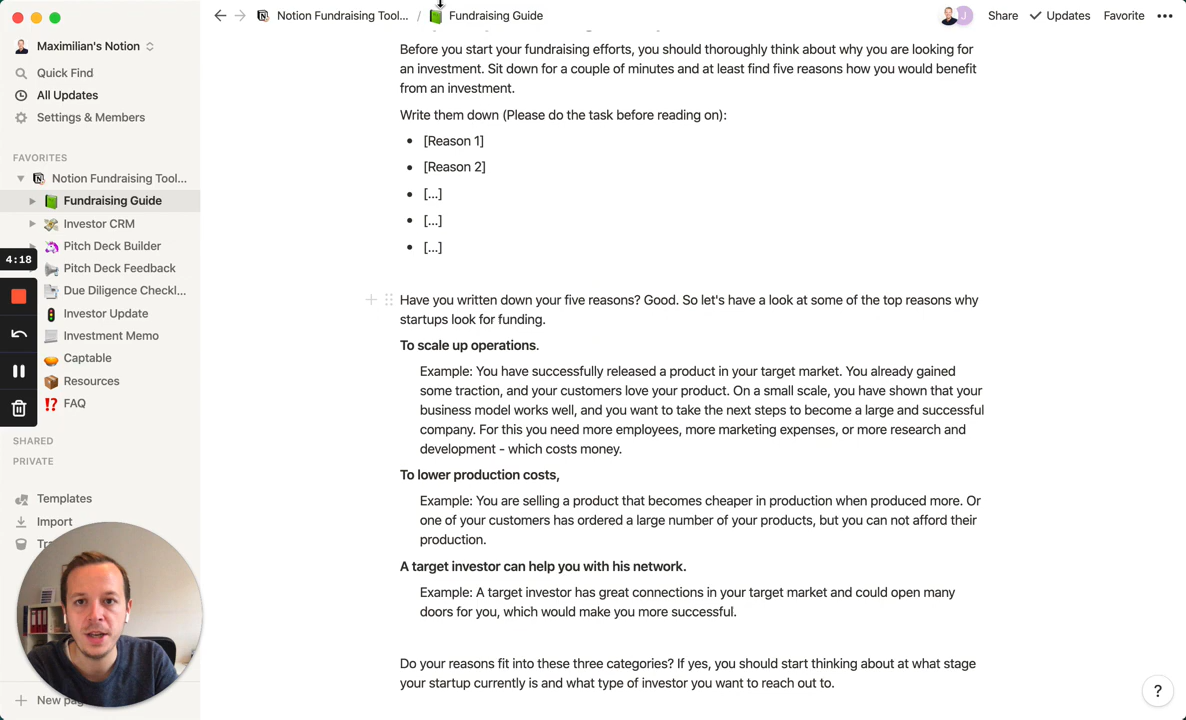 Notion Fundraising Tool... / Fundraising Guide
Share Updates Favorite
Maximilian's Notion
Quick Find
All Updates
Settings & Members
FAVORITES
Notion Fundraising Tool...
Fundraising Guide
Investor CRM
Pitch Deck Builder
4:18
Pitch Deck Feedback
Due Diligence Checkl...
Investor Update
Investment Memo
Captable
Resources
FAQ
SHARED
PRIVATE
Templates
Import
New
Before you start your fundraising efforts, you should thoroughly think about why you are looking for
an investment. Sit down for a couple of minutes and at least find five reasons how you would benefit
from an investment.
Write them down (Please do the task before reading on):
• [Reason 1]
• [Reason 2]
• [...]
• [...]
• [...]
Have you written down your five reasons? Good. So let's have a look at some of the top reasons why
startups look for funding.
To scale up operations.
Example: You have successfully released a product in your target market. You already gained
some traction, and your customers love your product. On a small scale, you have shown that your
business model works well, and you want to take the next steps to become a large and successful
company. For this you need more employees, more marketing expenses, or more research and
development - which costs money.
To lower production costs,
Example: You are selling a product that becomes cheaper in production when produced more. Or
one of your customers has ordered a large number of your products, but you can not afford their
production.
A target investor can help you with his network.
Example: A target investor has great connections in your target market and could open many
doors for you, which would make you more successful.
Do your reasons fit into these three categories? If yes, you should start thinking about at what stage
your startup currently is and what type of investor you want to reach out to.
?